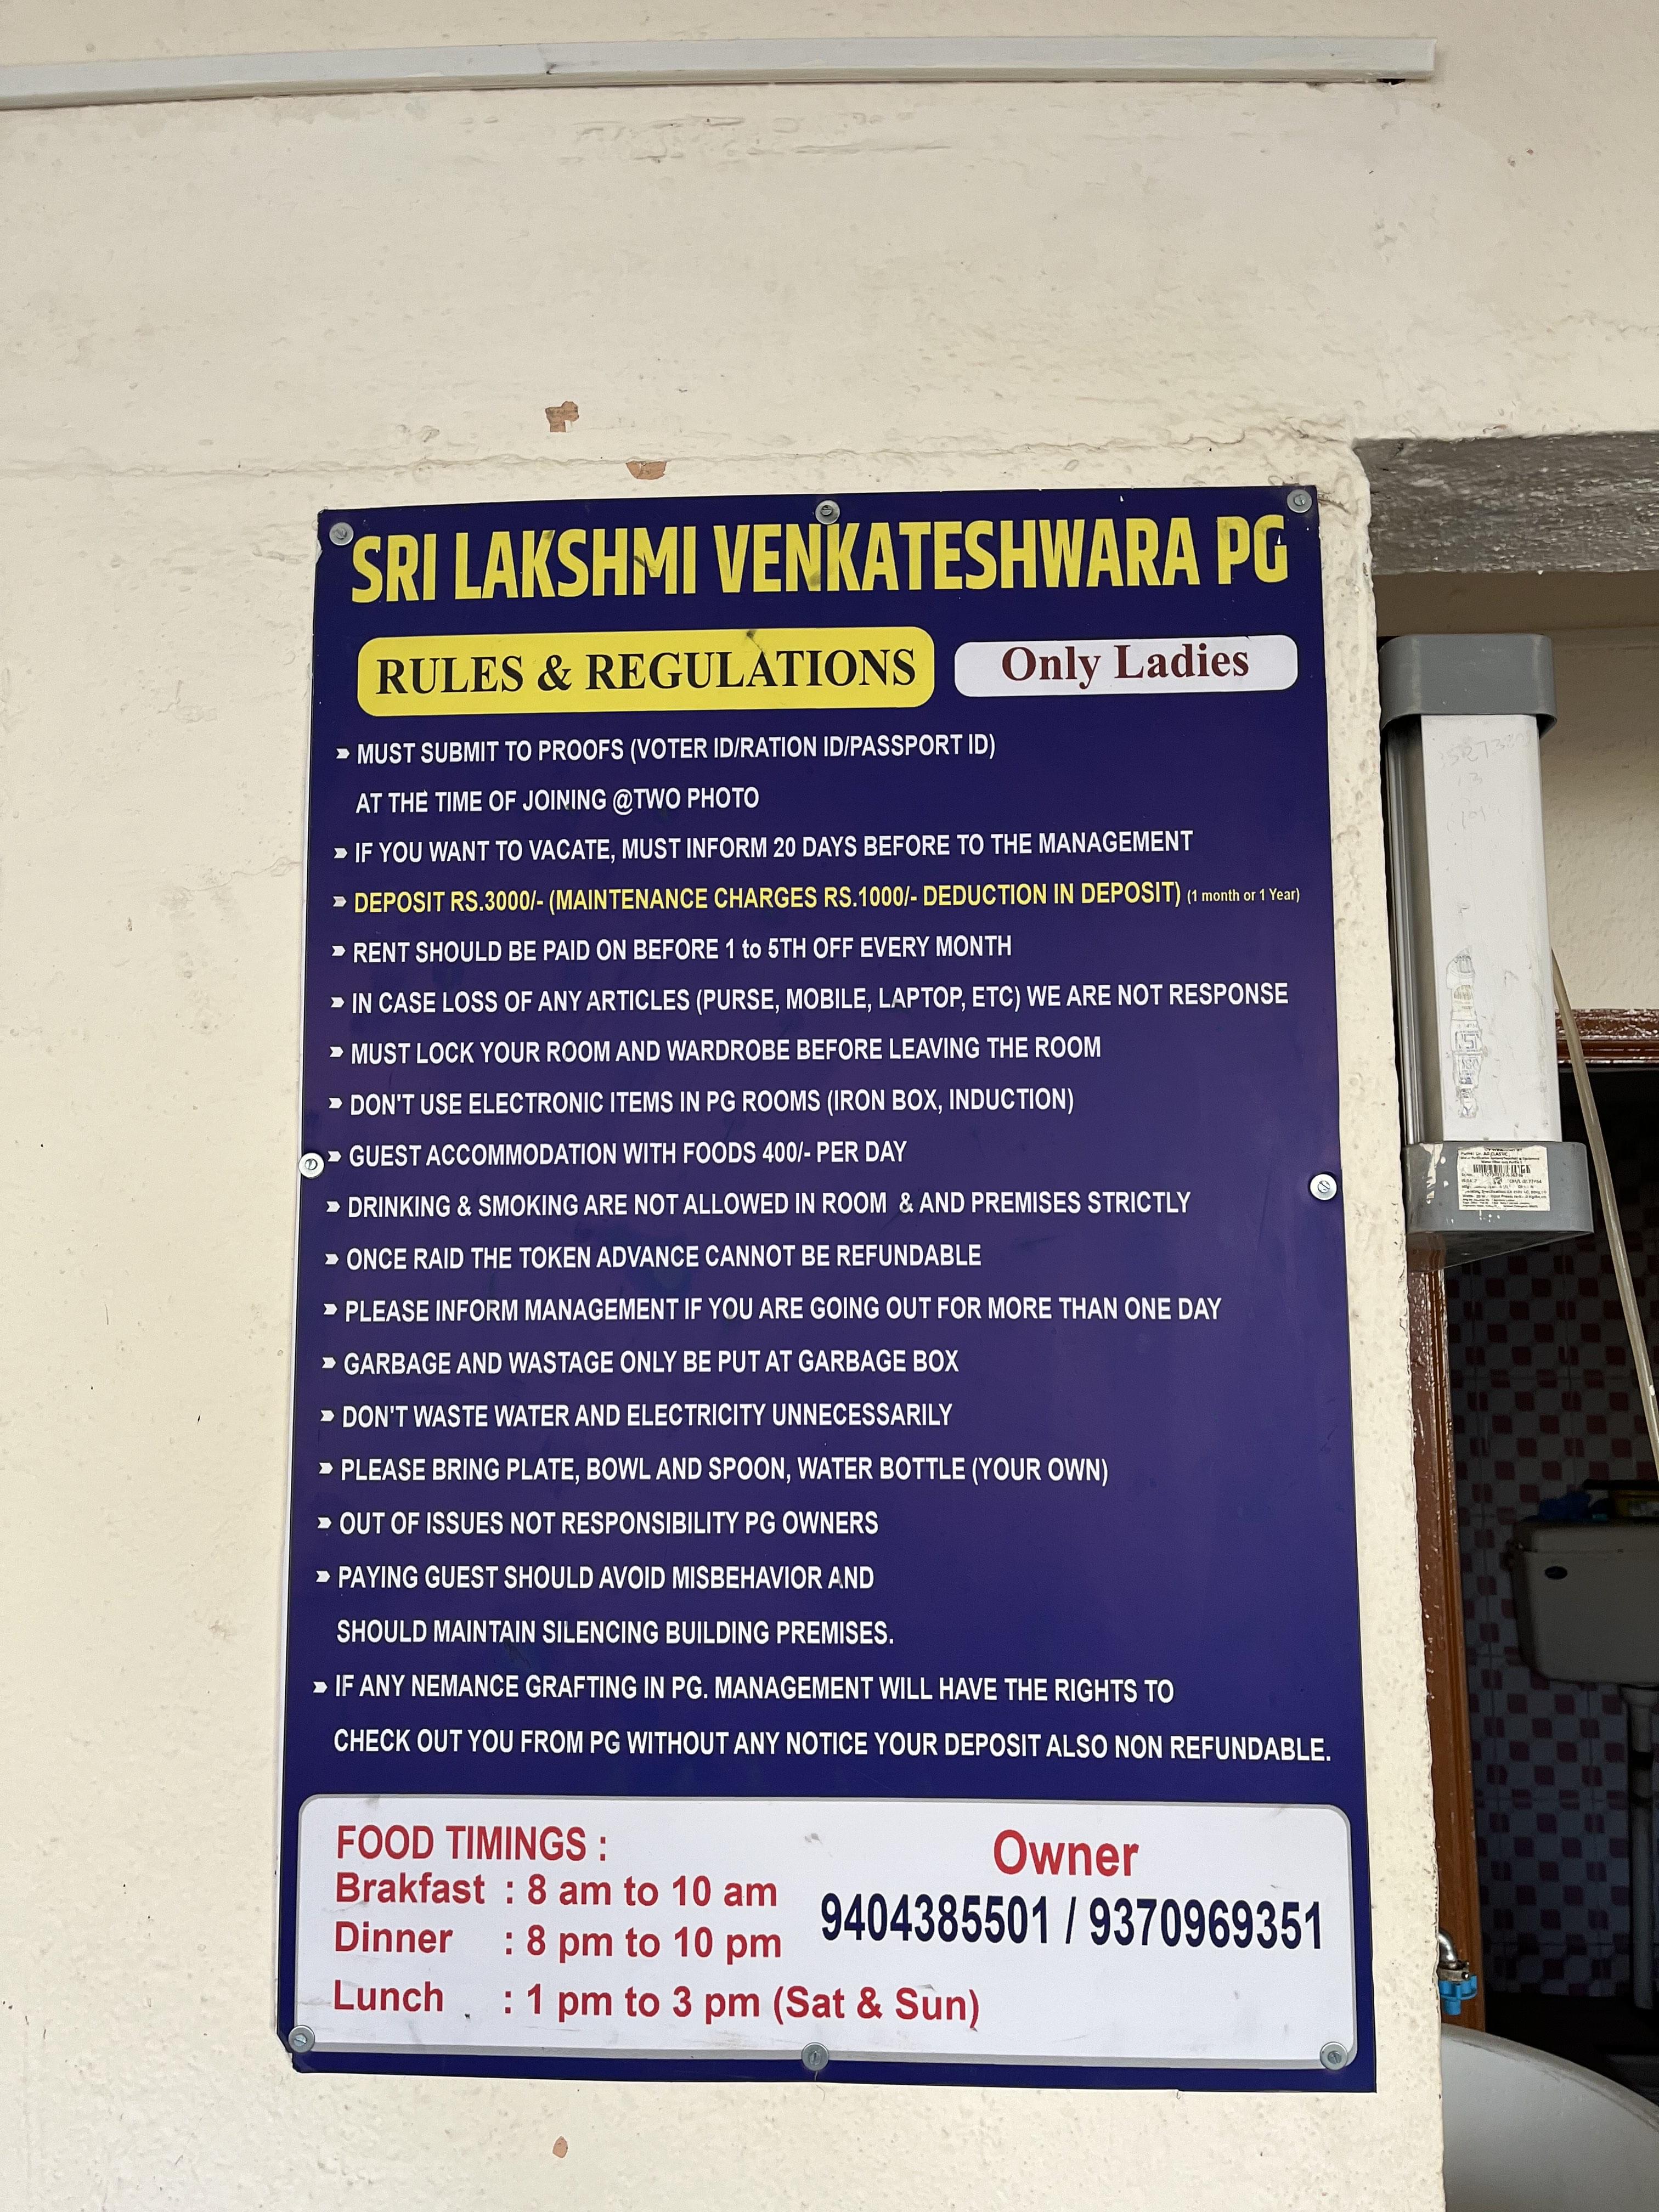 SRI LAKSHMI VENKATESHWARA PG
RULES & REGULATIONS
Only Ladies
MUST SUBMIT TO PROOFS (VOTER ID/RATION ID/PASSPORT ID)
AT THE TIME OF JOINING @TWO PHOTO
IF YOU WANT TO VACATE, MUST INFORM 20 DAYS BEFORE TO THE MANAGEMENT
DEPOSIT RS.3000/- (MAINTENANCE CHARGES RS.1000/- DEDUCTION IN DEPOSIT) (1 month or 1 Year)
RENT SHOULD BE PAID ON BEFORE 1 to 5TH OFF EVERY MONTH
IN CASE LOSS OF ANY ARTICLES (PURSE, MOBILE, LAPTOP, ETC) WE ARE NOT RESPONSE
MUST LOCK YOUR ROOM AND WARDROBE BEFORE LEAVING THE ROOM
DON'T USE ELECTRONIC ITEMS IN PG ROOMS (IRON BOX, INDUCTION)
GUEST ACCOMMODATION WITH FOODS 400/- PER DAY
DRINKING & SMOKING ARE NOT ALLOWED IN ROOM & AND PREMISES STRICTLY
ONCE RAID THE TOKEN ADVANCE CANNOT BE REFUNDABLE
PLEASE INFORM MANAGEMENT IF YOU ARE GOING OUT FOR MORE THAN ONE DAY
GARBAGE AND WASTAGE ONLY BE PUT AT GARBAGE BOX
DON'T WASTE WATER AND ELECTRICITY UNNECESSARILY
PLEASE BRING PLATE, BOWL AND SPOON, WATER BOTTLE (YOUR OWN)
OUT OF ISSUES NOT RESPONSIBILITY PG OWNERS
PAYING GUEST SHOULD AVOID MISBEHAVIOR AND
SHOULD MAINTAIN SILENCING BUILDING PREMISES.
IF ANY NEMANCE GRAFTING IN PG. MANAGEMENT WILL HAVE THE RIGHTS TO
CHECK OUT YOU FROM PG WITHOUT ANY NOTICE YOUR DEPOSIT ALSO NON REFUNDABLE.
FOOD TIMINGS :
Brakfast : 8 am to 10 am
Dinner : 8 pm to 10 pm
Lunch : 1 pm to 3 pm (Sat & Sun)
Owner
9404385501 / 9370969351